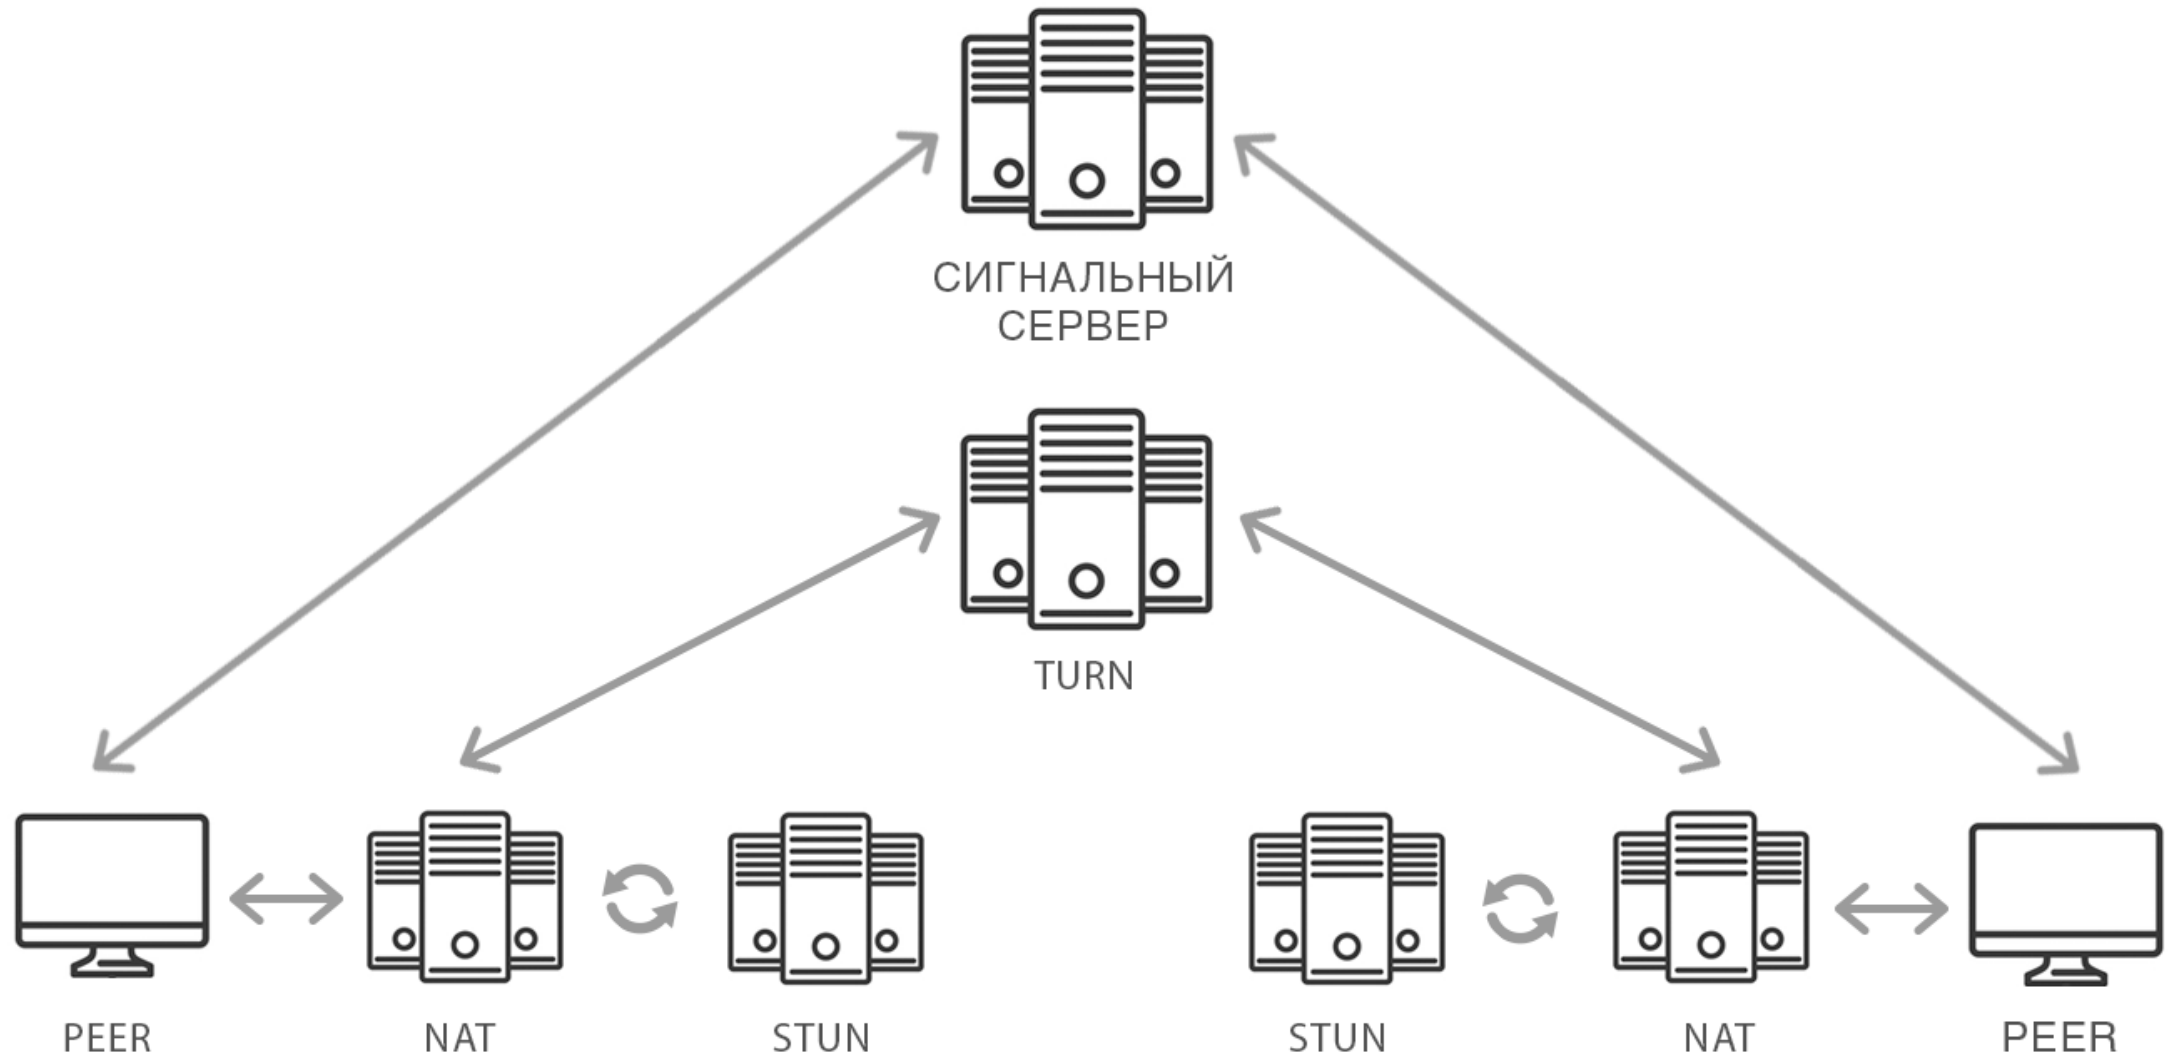 СИГНАЛЬНЫЙ
СЕРВЕР
TURN
PEER
NAT
STUN
STUN
NAT
PEER